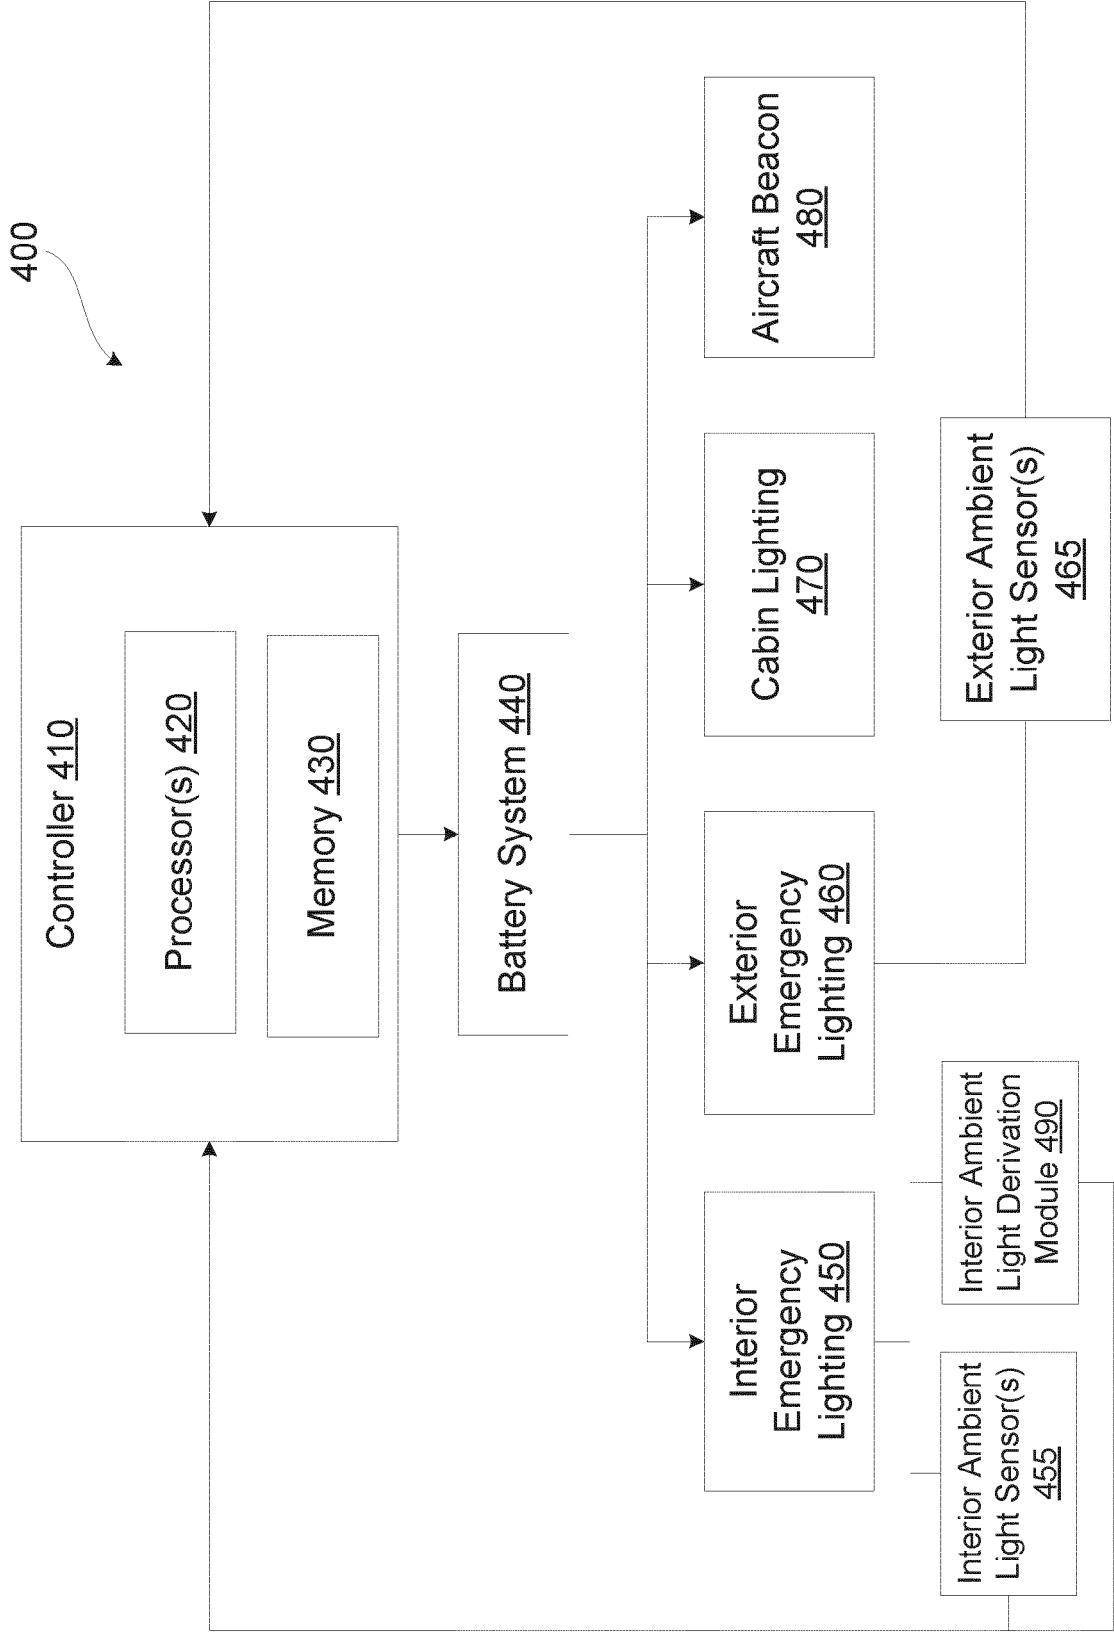 400
Controller 410
Processor(s) 420
Memory 430
Battery System 440
Interior
Emergency
Lighting 450
Exterior
Emergency
Lighting 460
Cabin Lighting
470
Aircraft Beacon
480
Interior Ambient
Light Sensor(s)
455
Interior Ambient
Light Derivation
Module 490
Exterior Ambient
Light Sensor(s)
465